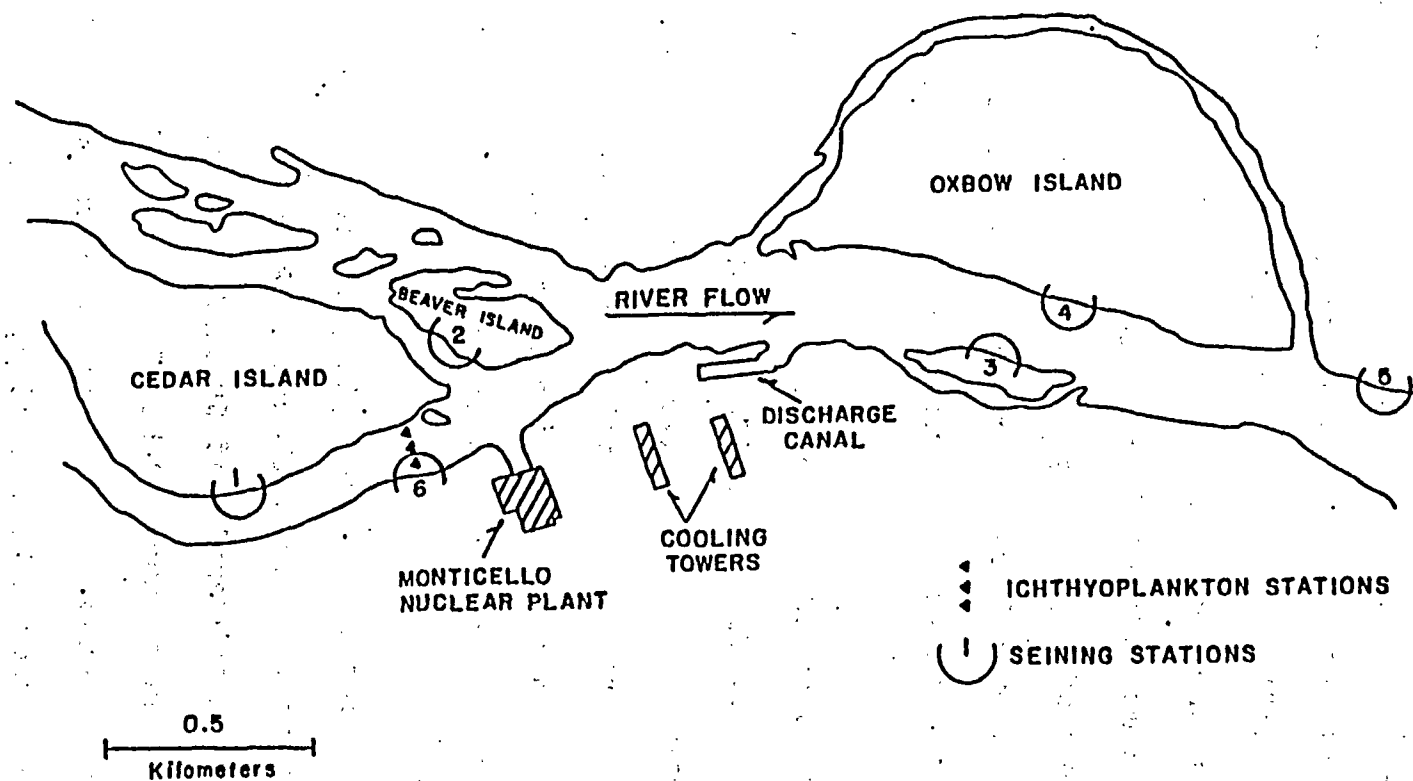 OXBOW ISLAND
RIVER FLOW
BEAVER ISLAND
4
2
3
CEDAR ISLAND
5
DISCHARGE
CANAL
1
6
COOLING
TOWERS
MONTICELLO
NUCLEAR PLANT
ICHTHYOPLANKTON STATIONS
1
SEINING STATIONS
0.5
Kilometers